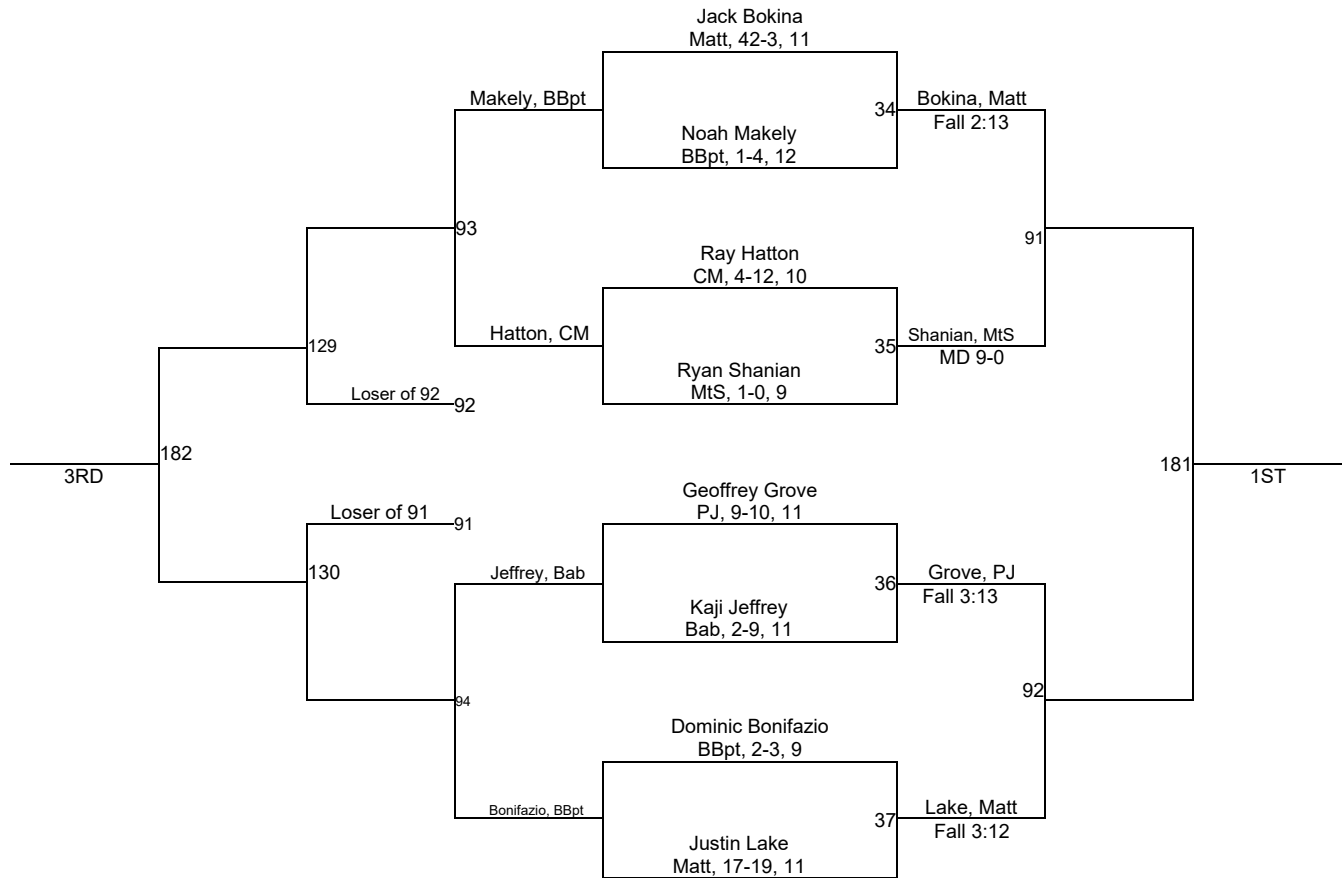 Jack Bokina
Matt, 42-3, 11
Makely, BBpt
34
Bokina, Matt
Fall 2:13
Noah Makely
BBpt, 1-4, 12
93
91
Ray Hatton
CM, 4-12, 10
Hatton, CM
35
Shanian, MtS
MD 9-0
129
Ryan Shanian
MtS, 1-0, 9
Loser of 92
92
182
3RD
181
1ST
Geoffrey Grove
PJ, 9-10, 11
Loser of 91
91
130
Jeffrey, Bab
36
Grove, PJ
Fall 3:13
Kaji Jeffrey
Bab, 2-9, 11
94
92
Dominic Bonifazio
BBpt, 2-3, 9
Bonifazio, BBpt
37
Lake, Matt
Fall 3:12
Justin Lake
Matt, 17-19, 11